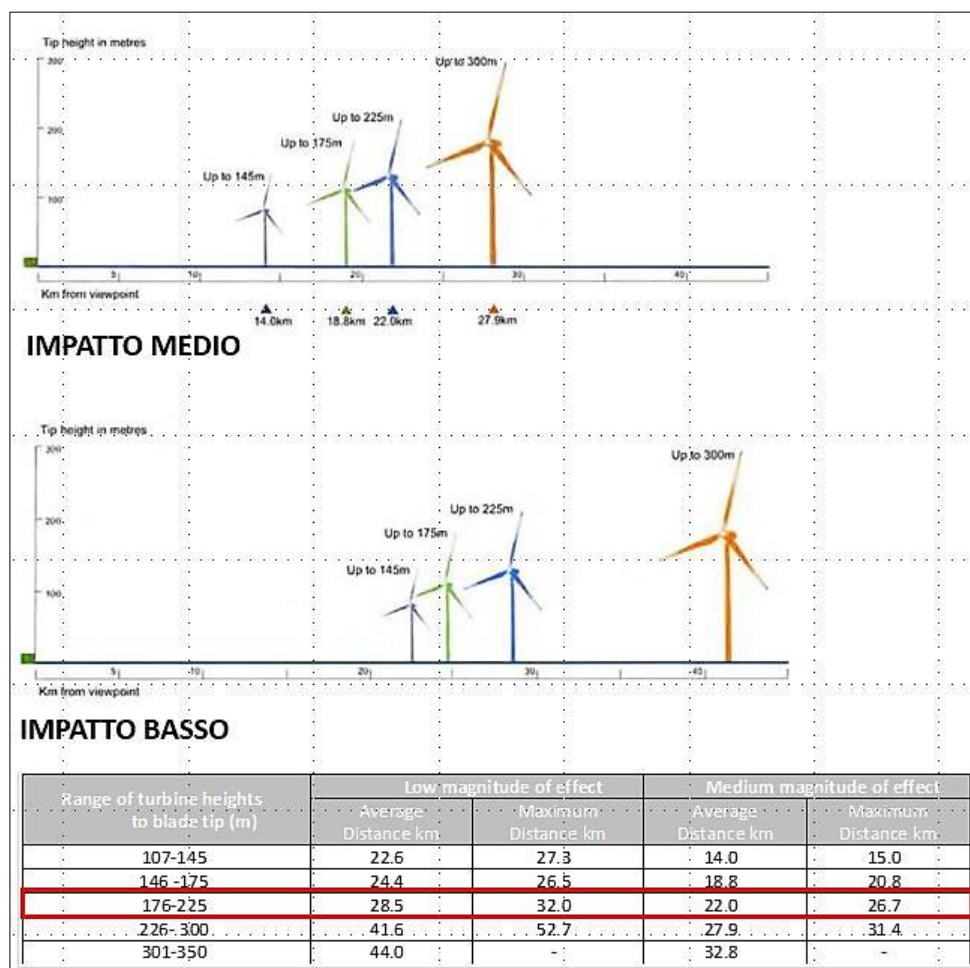 Tip height in metres
300
Up to 300m
Up to 225m
200
Up to 175m
Up to 145m
100
5 10 20 30 40
Km from viewpoint
14.0km 18.8km 22.0km 27.9km
IMPATTO MEDIO
Tip height in metres
300
Up to 300m
Up to 225m
200
Up to 175m
Up to 145m
100
5 10 20 30 40
Km from viewpoint
IMPATTO BASSO
Range of turbine heights to blade tip (m) Low magnitude of effect Medium magnitude of effect
Average Distance km Maximum Distance km Average Distance km Maximum Distance km
107-145 22.6 27.3 14.0 15.0
146 -175 24.4 26.5 18.8 20.8
176-225 28.5 32.0 22.0 26.7
226- 300 41.6 52.7 27.9 31.4
301-350 44.0 - 32.8 -